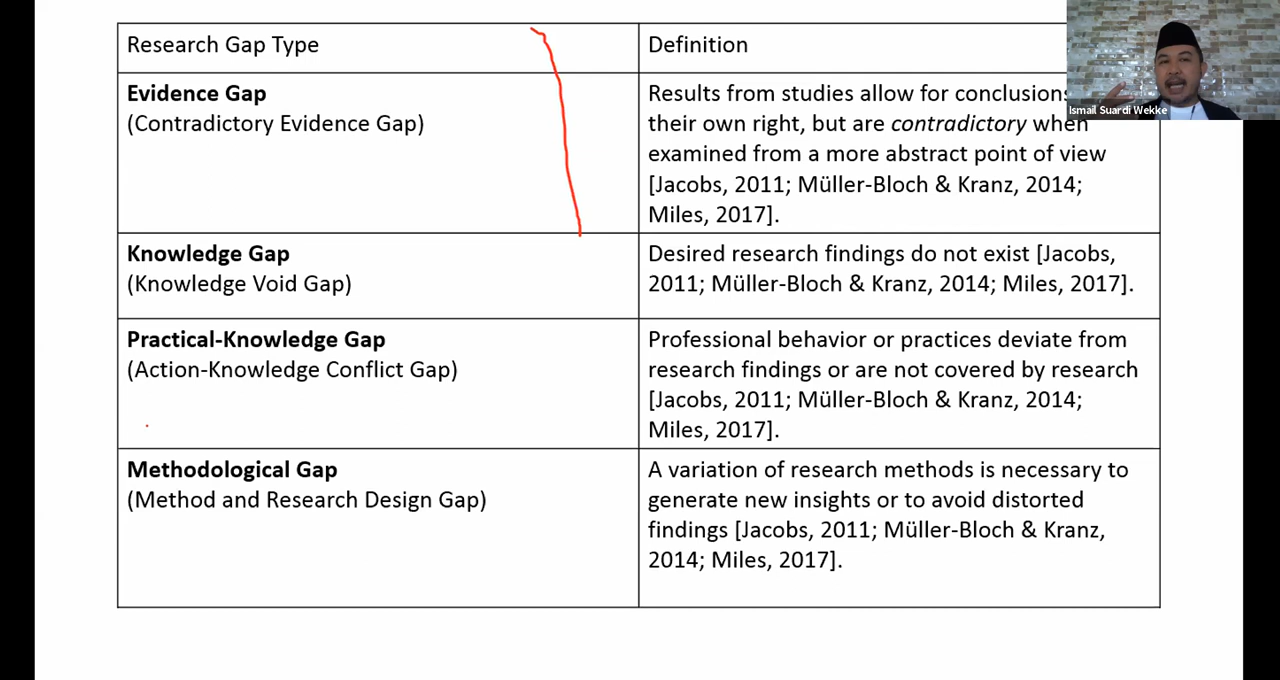 Research Gap Type
Definition
Evidence Gap
(Contradictory Evidence Gap)
Results from studies allow for conclusions
their own right, but are contradictory when
examined from a more abstract point of view
[Jacobs, 2011; Müller-Bloch & Kranz, 2014;
Miles, 2017].
Knowledge Gap
(Knowledge Void Gap)
Desired research findings do not exist [Jacobs,
2011; Müller-Bloch & Kranz, 2014; Miles, 2017].
Practical-Knowledge Gap
(Action-Knowledge Conflict Gap)
Professional behavior or practices deviate from
research findings or are not covered by research
[Jacobs, 2011; Müller-Bloch & Kranz, 2014;
Miles, 2017].
Methodological Gap
(Method and Research Design Gap)
A variation of research methods is necessary to
generate new insights or to avoid distorted
findings [Jacobs, 2011; Müller-Bloch & Kranz,
2014; Miles, 2017].
Ismail Suardi Wekke